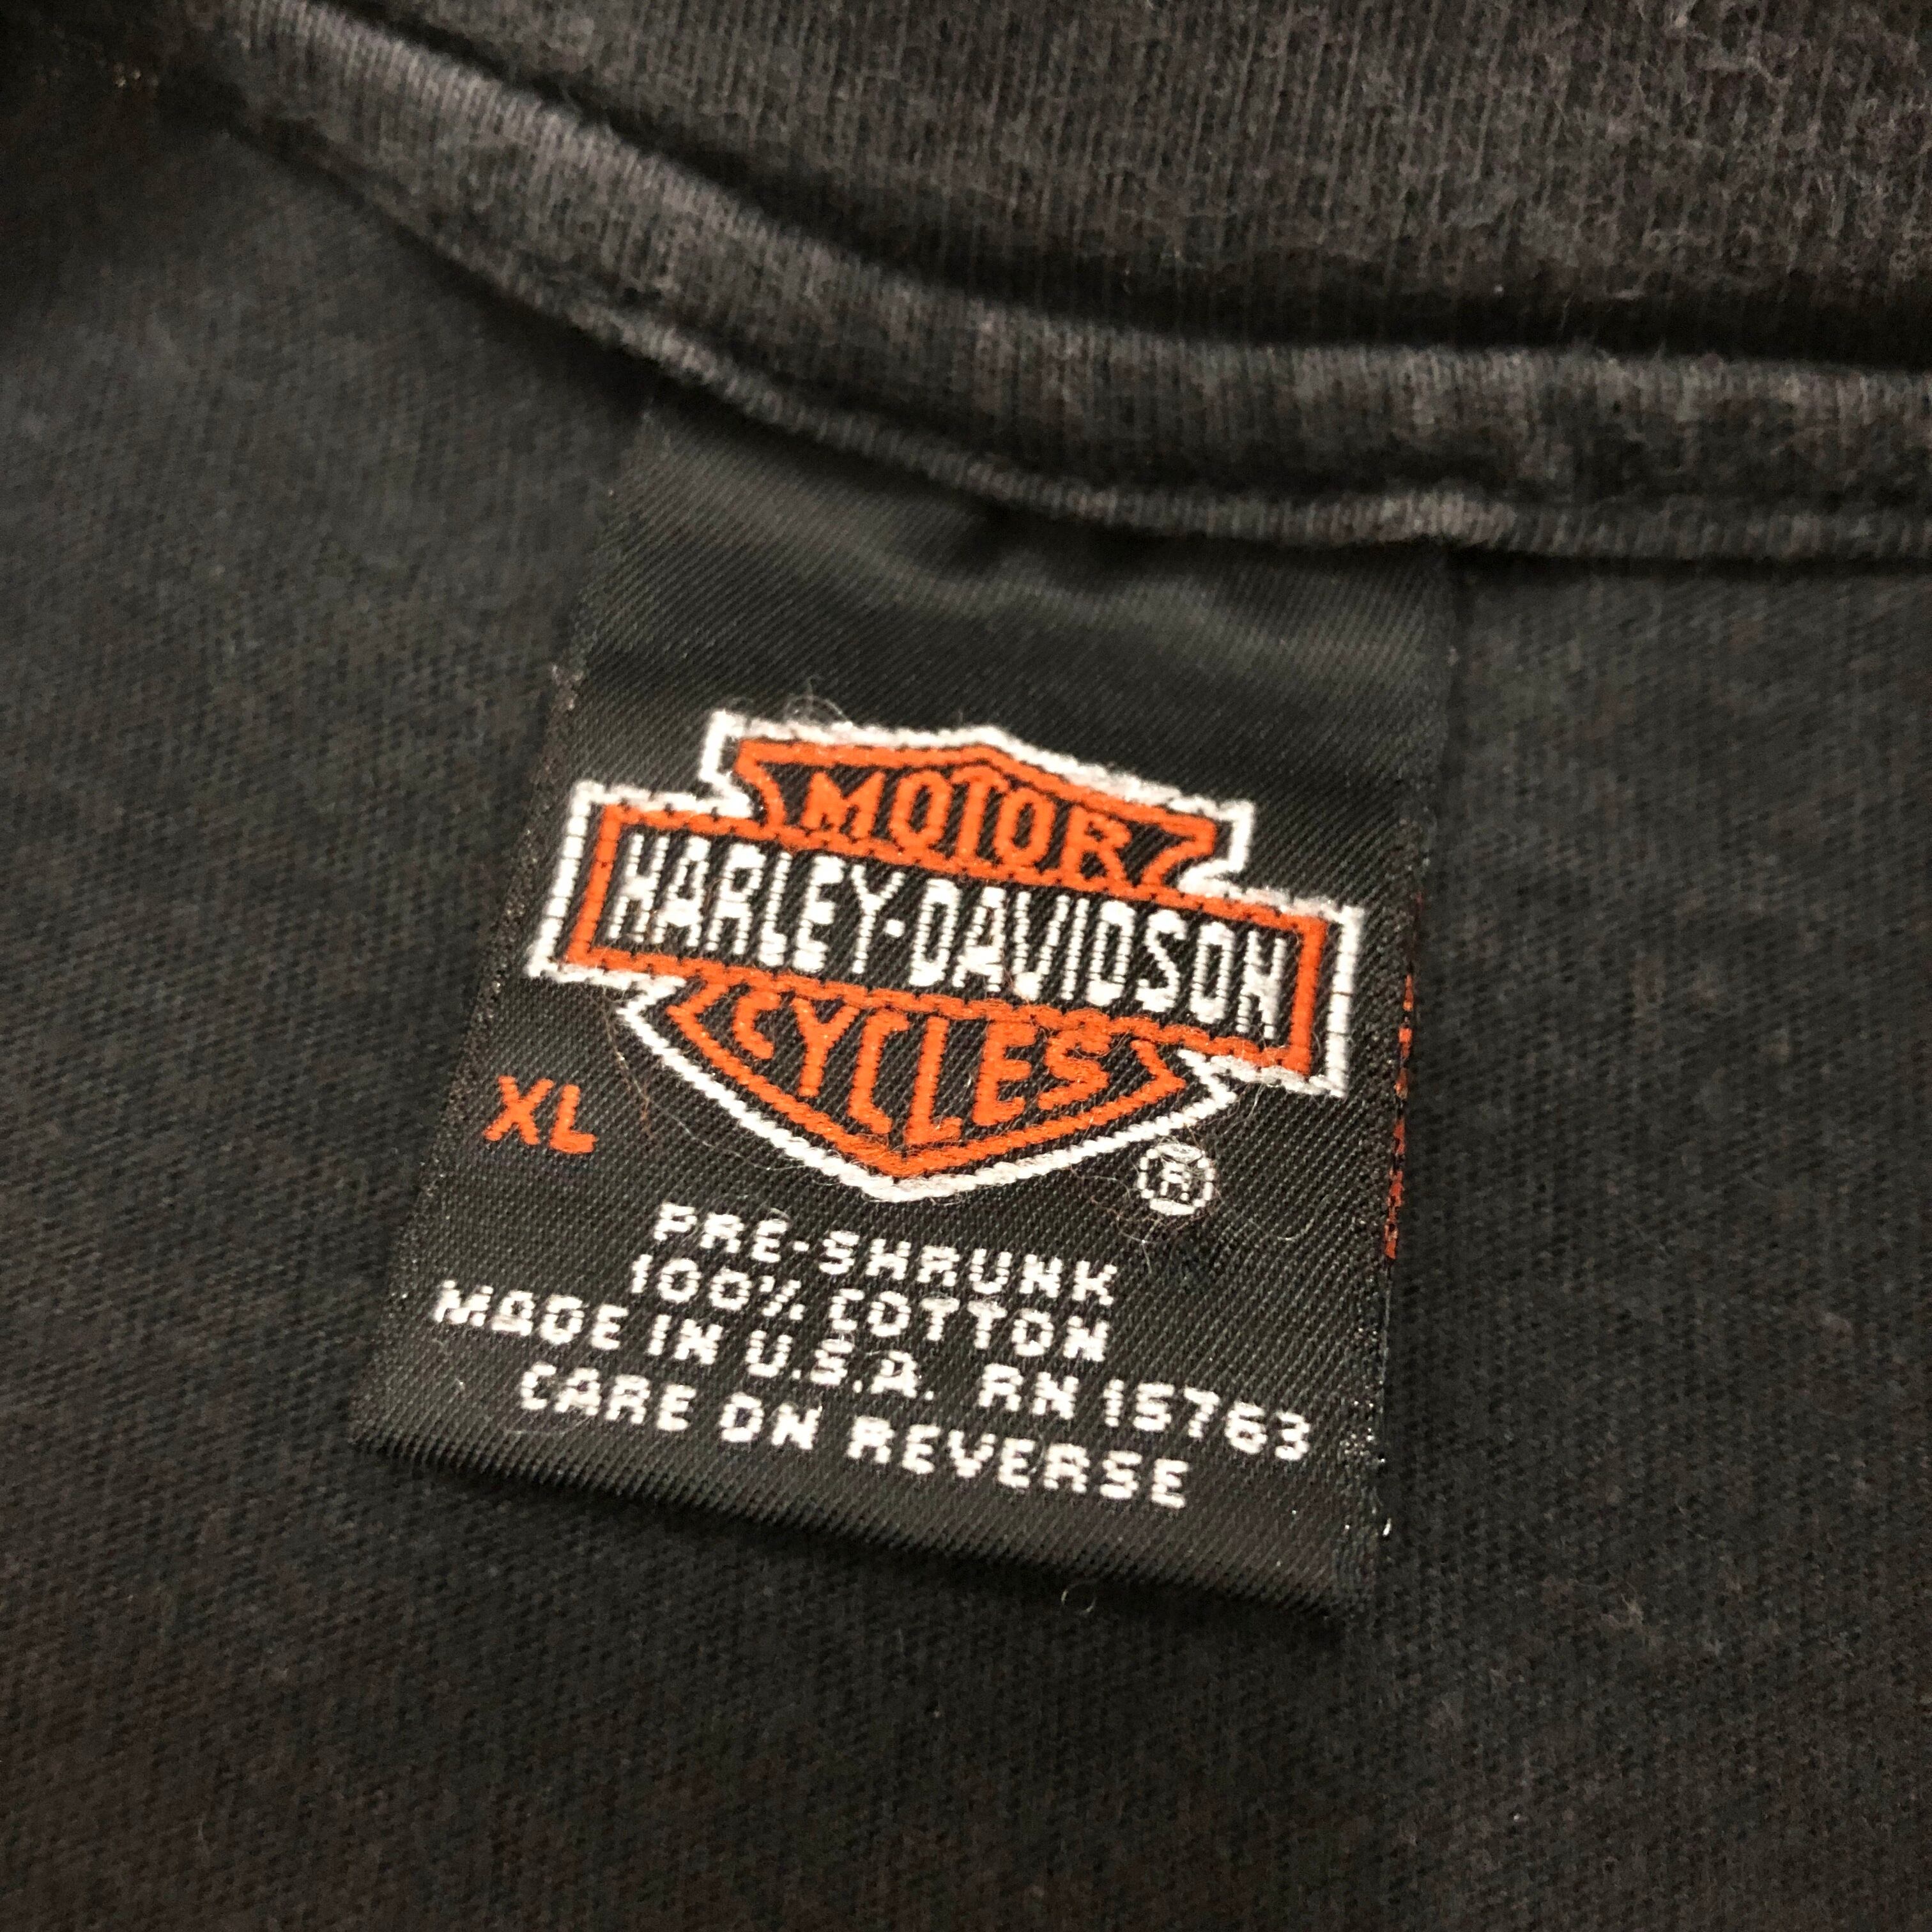 MOTOR
HARLEY-DAVIDSON
CYCLES
®
XL
PRE-SHRUNK
100% COTTON
MADE IN U.S.A. RN 15763
CARE ON REVERSE